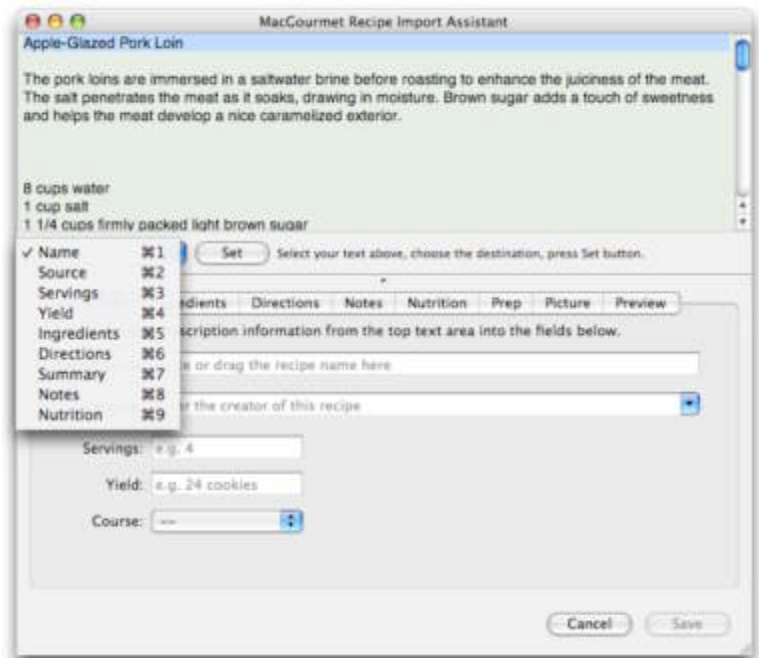 MacGourmet Recipe Import Assistant
Apple-Glazed Pork Loin
The pork loins are immersed in a saltwater brine before roasting to enhance the juiciness of the meat.
The salt penetrates the meat as it soaks, drawing in moisture. Brown sugar adds a touch of sweetness
and helps the meat develop a nice caramelized exterior.
8 cups water
1 cup salt
1 1/4 cups firmly packed light brown sugar
✓ Name ⌘1
Source ⌘2
Servings ⌘3
Yield ⌘4
Ingredients ⌘5
Directions ⌘6
Summary ⌘7
Notes ⌘8
Nutrition ⌘9
Set Select your text above, choose the destination, press Set button.
dients Directions Notes Nutrition Prep Picture Preview
scription information from the top text area into the fields below.
or drag the recipe name here
the creator of this recipe
Servings: e.g. 4
Yield: e.g. 24 cookies
Course: --
Cancel Save